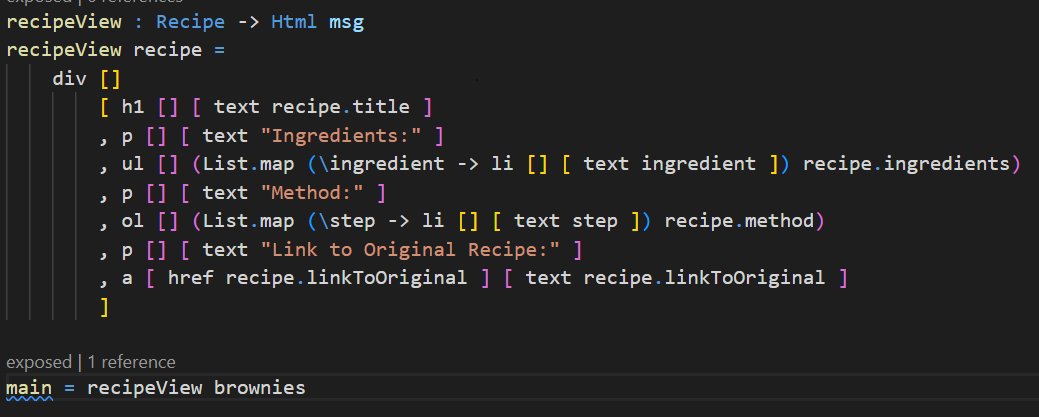 exposed | 0 references
recipeView : Recipe -> Html msg
recipeView recipe =
    div []
        [ h1 [] [ text recipe.title ]
        , p [] [ text "Ingredients:" ]
        , ul [] (List.map (\ingredient -> li [] [ text ingredient ]) recipe.ingredients)
        , p [] [ text "Method:" ]
        , ol [] (List.map (\step -> li [] [ text step ]) recipe.method)
        , p [] [ text "Link to Original Recipe:" ]
        , a [ href recipe.linkToOriginal ] [ text recipe.linkToOriginal ]
        ]
exposed | 1 reference
main = recipeView brownies